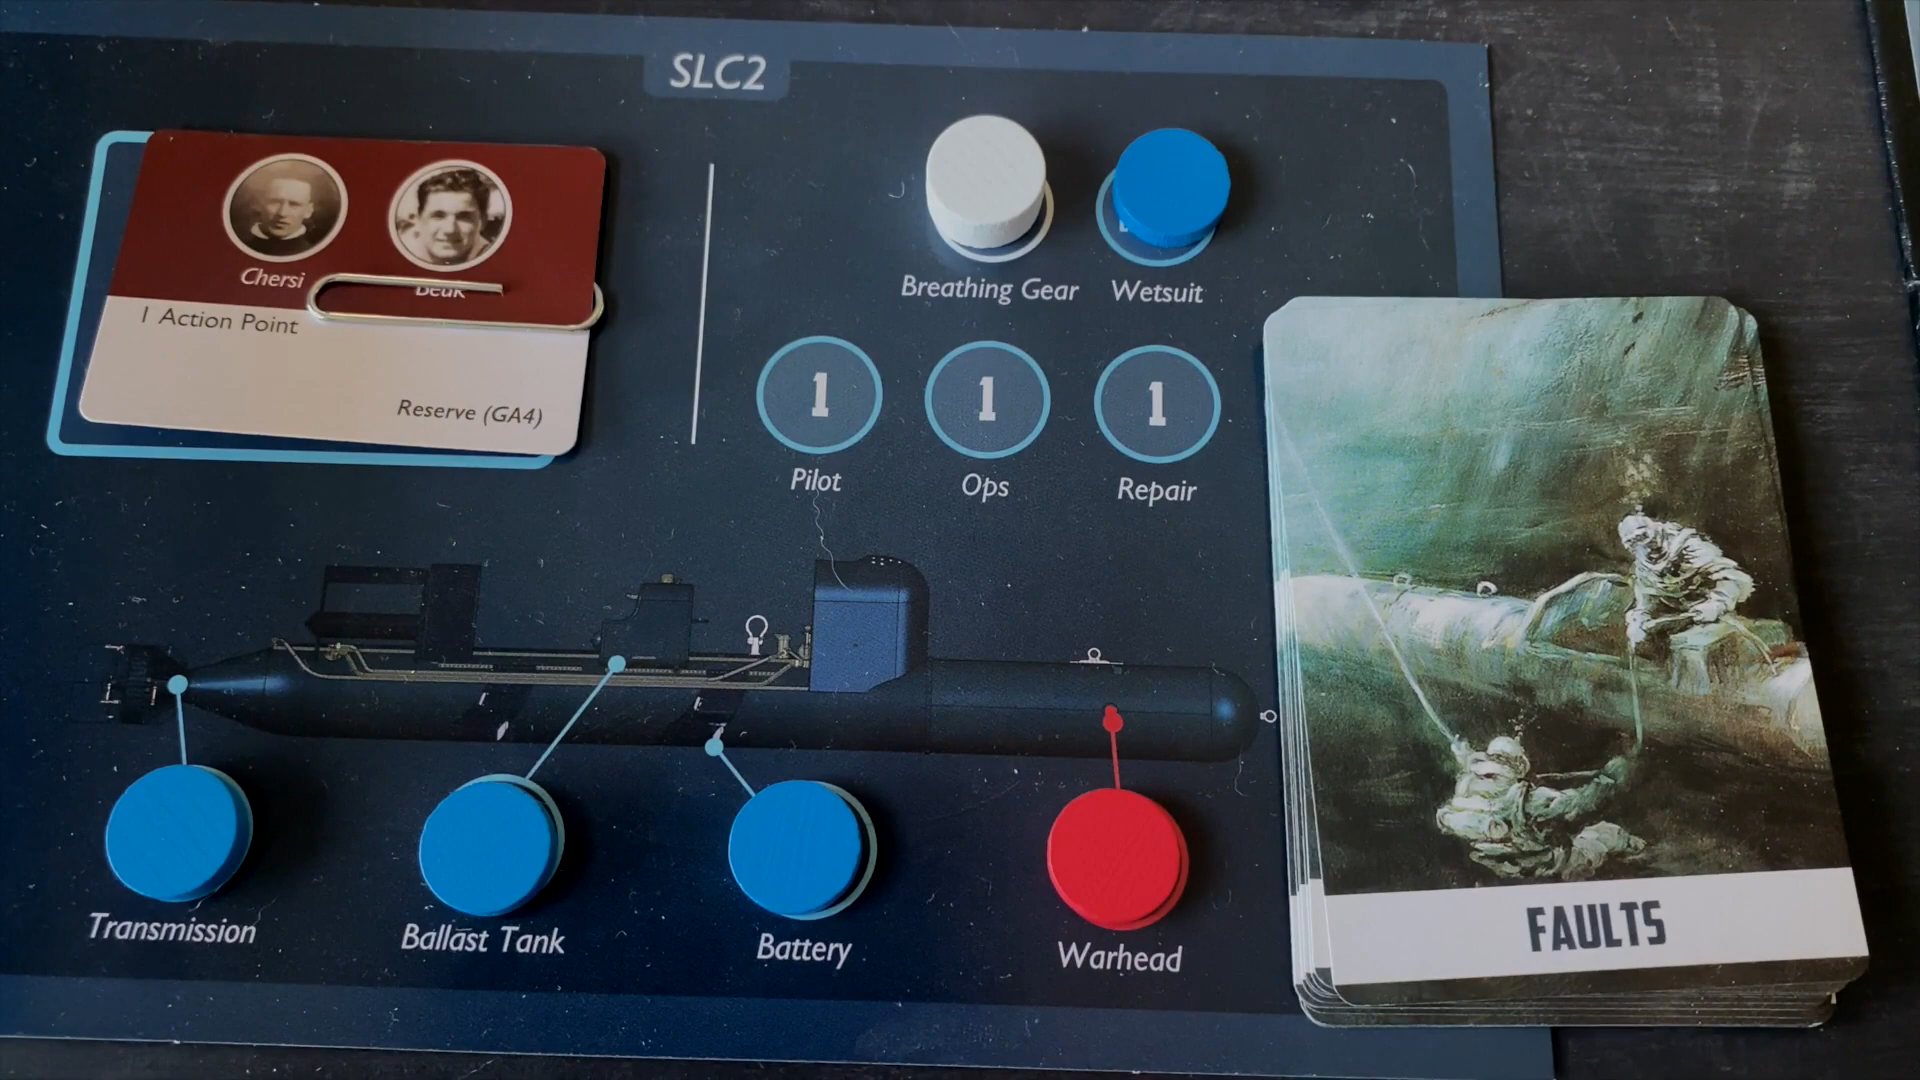 SLC2
Chersi
1 Action Point
Reserve (GA4)
Breathing Gear
Wetsuit
1
1
1
Pilot
Ops
Repair
Transmission
Ballast Tank
Battery
Warhead
FAULTS